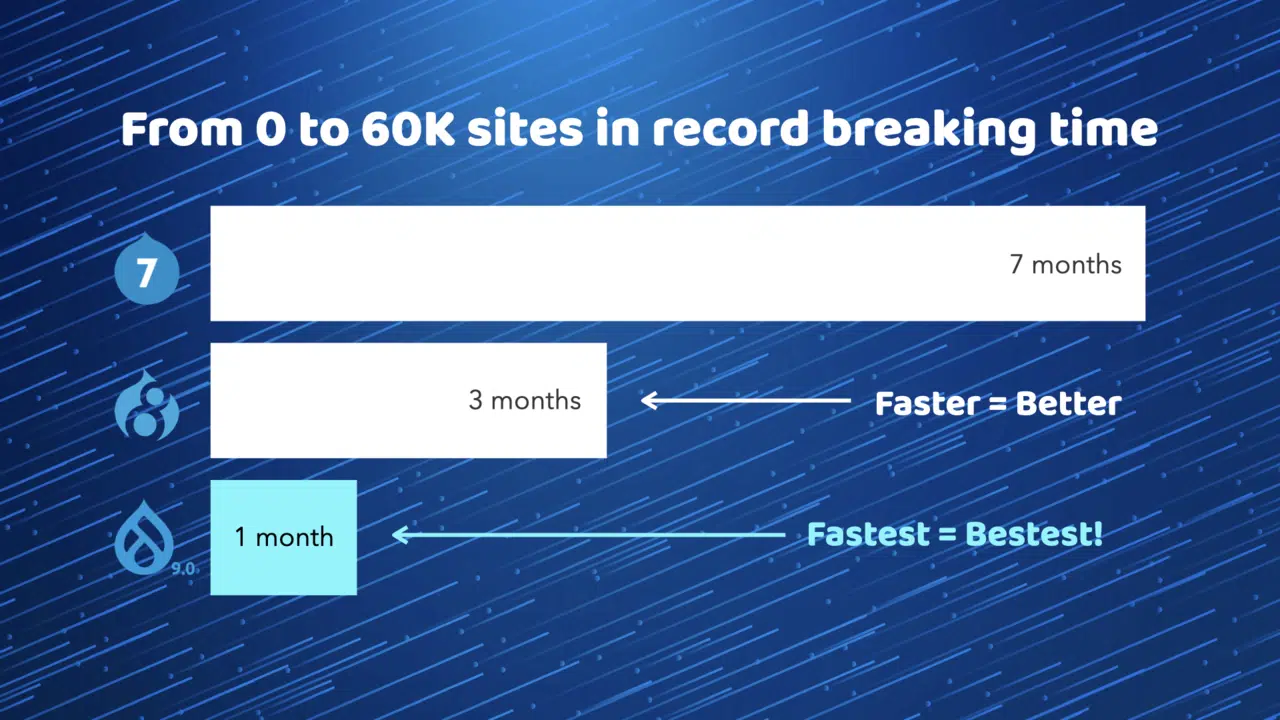 From 0 to 60K sites in record breaking time
7
7 months
3 months
Faster = Better
9.0
1 month
Fastest = Bestest!